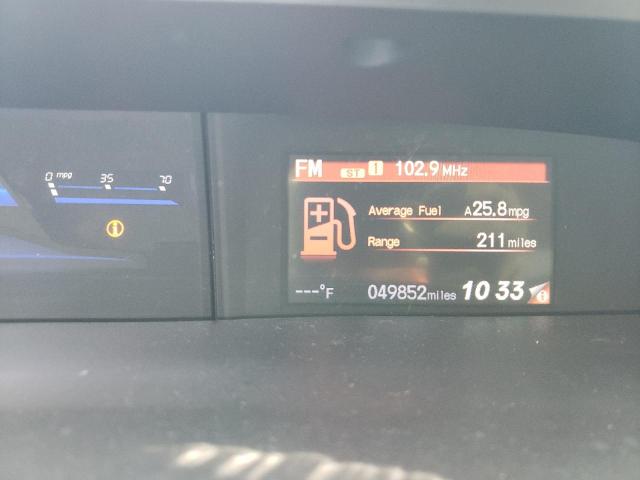 0 mpg 35 70
FM ST 1 102.9 MHz
Average Fuel A25.8mpg
Range 211 miles
---°F 049852miles 10 33